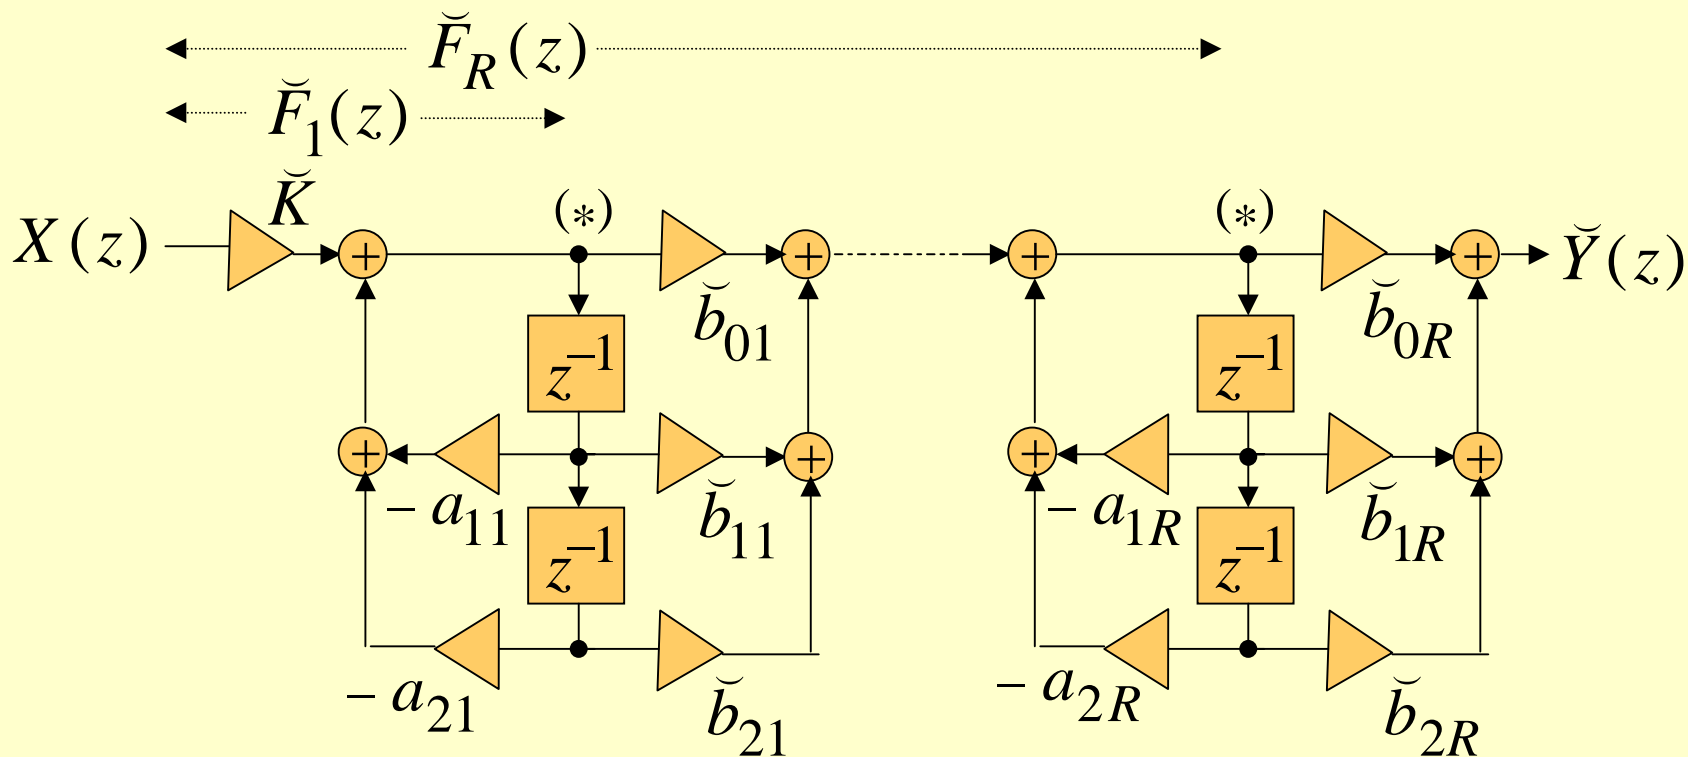 F̆_R(z)
F̆_1(z)
K̆
(*) (*)
X(z) + + + + Y̆(z)
b̆_01 b̆_0R
z^−1 z^−1
+ + + +
− a_11 b̆_11 − a_1R b̆_1R
z^−1 z^−1
− a_21 b̆_21 − a_2R b̆_2R